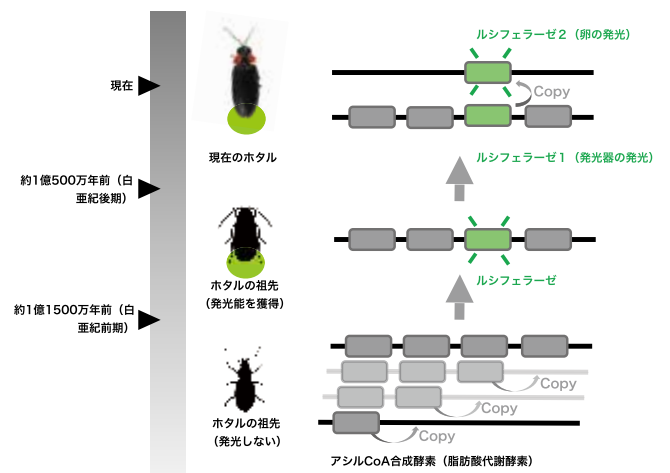 ルシフェラーゼ２（卵の発光）
現在
Copy
現在のホタル
ルシフェラーゼ１（発光器の発光）
約1億500万年前（白
亜紀後期）
ホタルの祖先
（発光能を獲得）
ルシフェラーゼ
約1億1500万年前（白
亜紀前期）
Copy
Copy
ホタルの祖先
（発光しない）
Copy
アシルCoA合成酵素（脂肪酸代謝酵素）